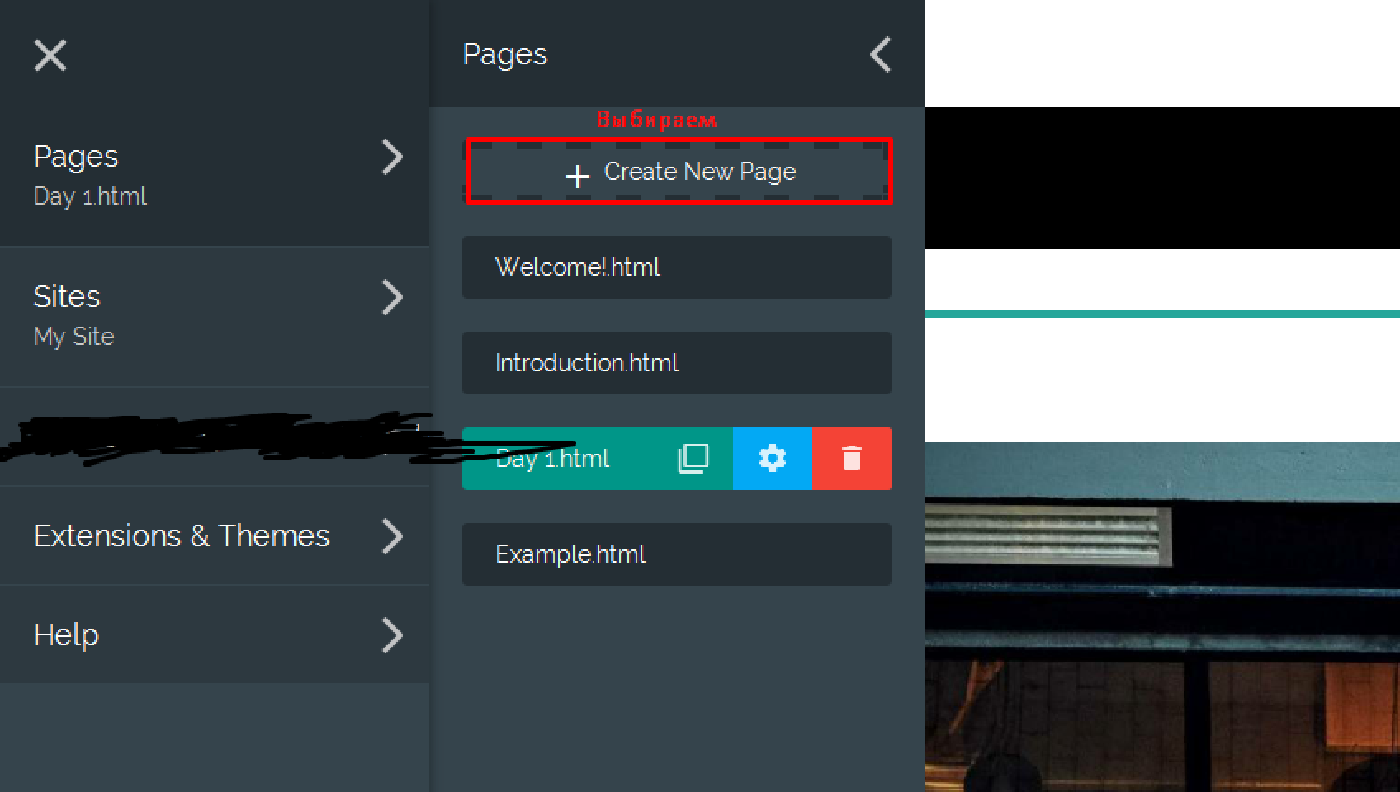 Pages
Day 1.html
Sites
My Site
Extensions & Themes
Help
Pages
Выбираем
Create New Page
Welcome!.html
Introduction.html
Day 1.html
Example.html